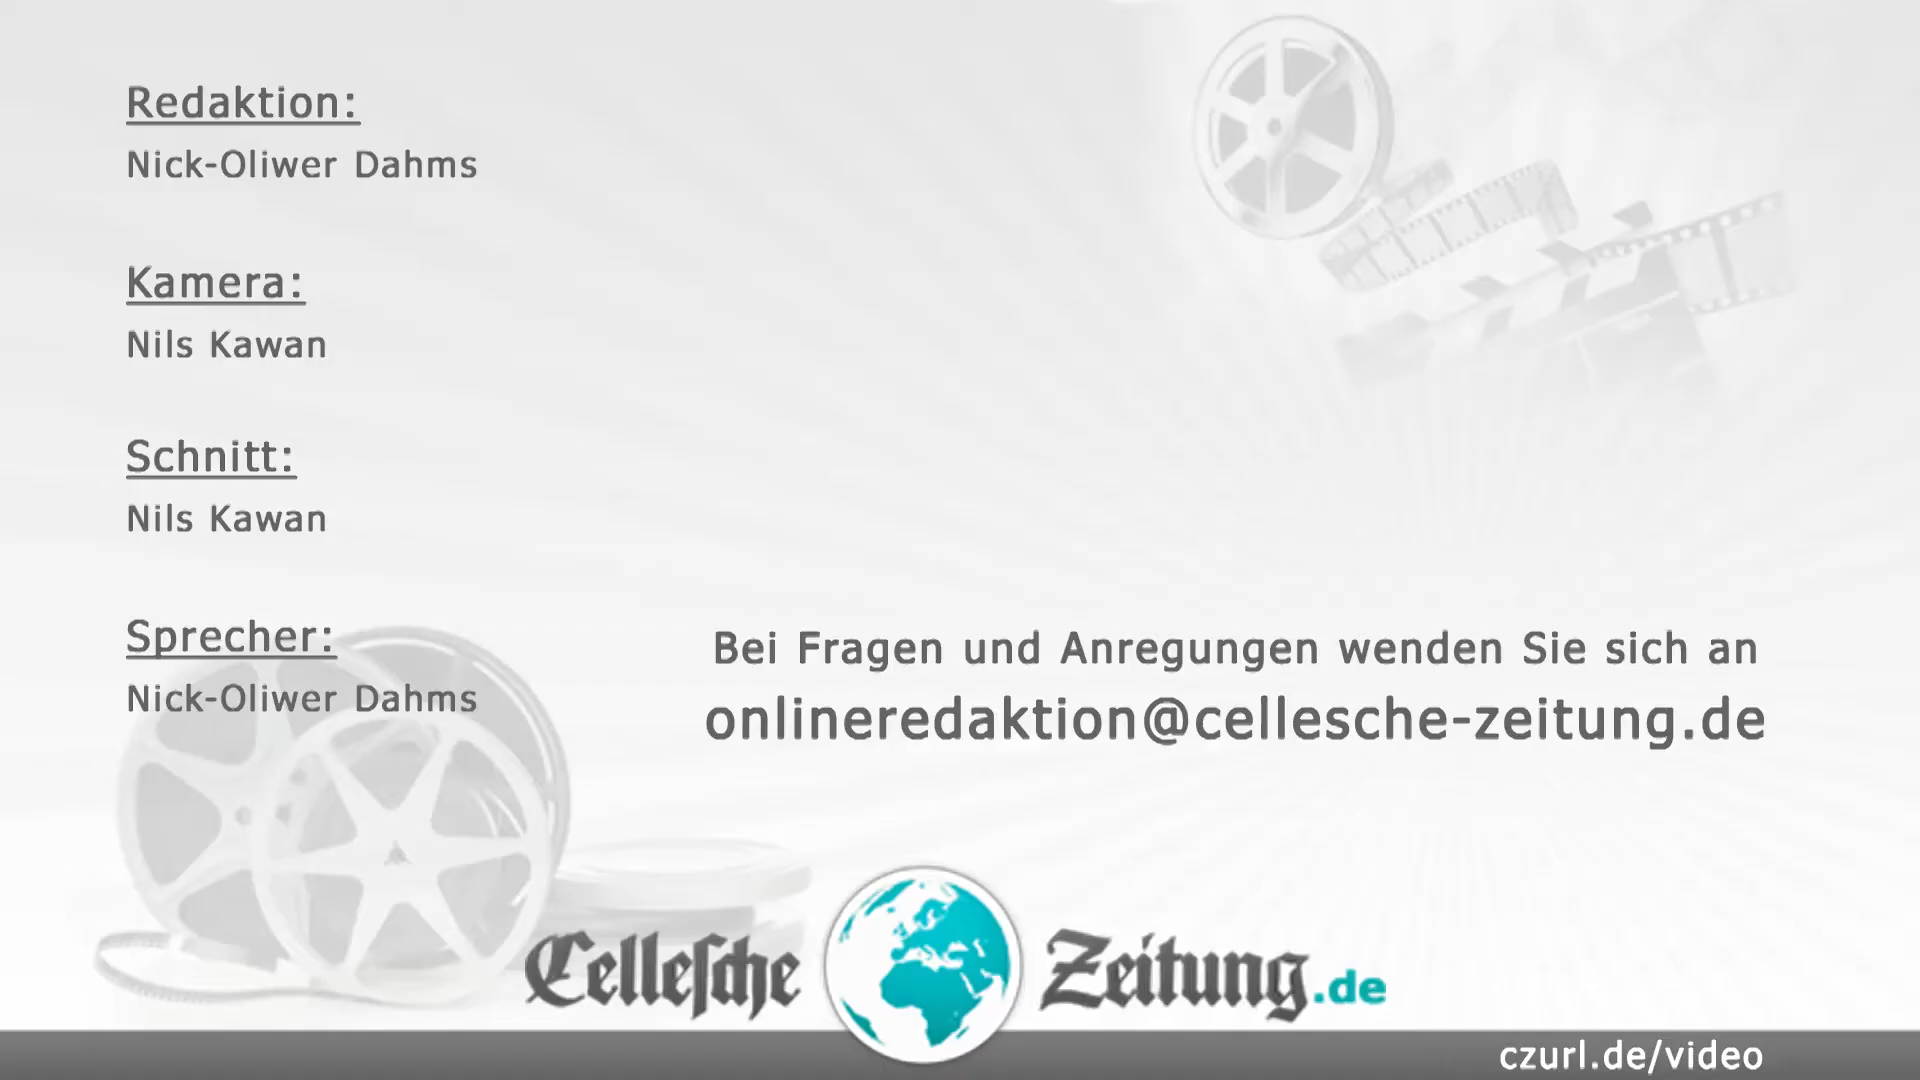 Redaktion:
Nick-Oliwer Dahms
Kamera:
Nils Kawan
Schnitt:
Nils Kawan
Sprecher:
Nick-Oliwer Dahms
Bei Fragen und Anregungen wenden Sie sich an
onlineredaktion@cellesche-zeitung.de
Celleſche Zeitung.de
czurl.de/video